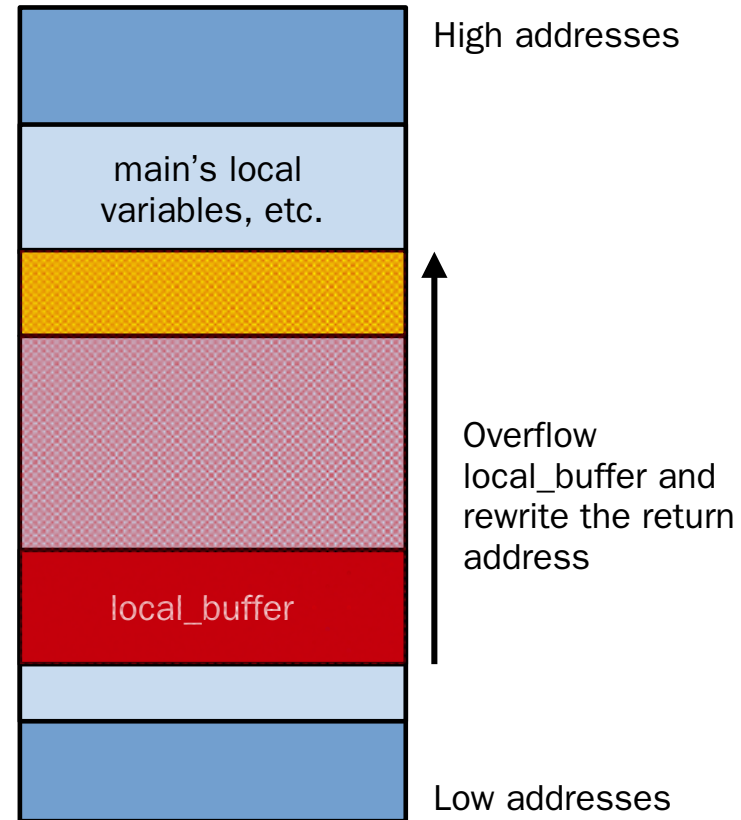 High addresses
main’s local
variables, etc.
Overflow
local_buffer and
rewrite the return
address
local_buffer
Low addresses